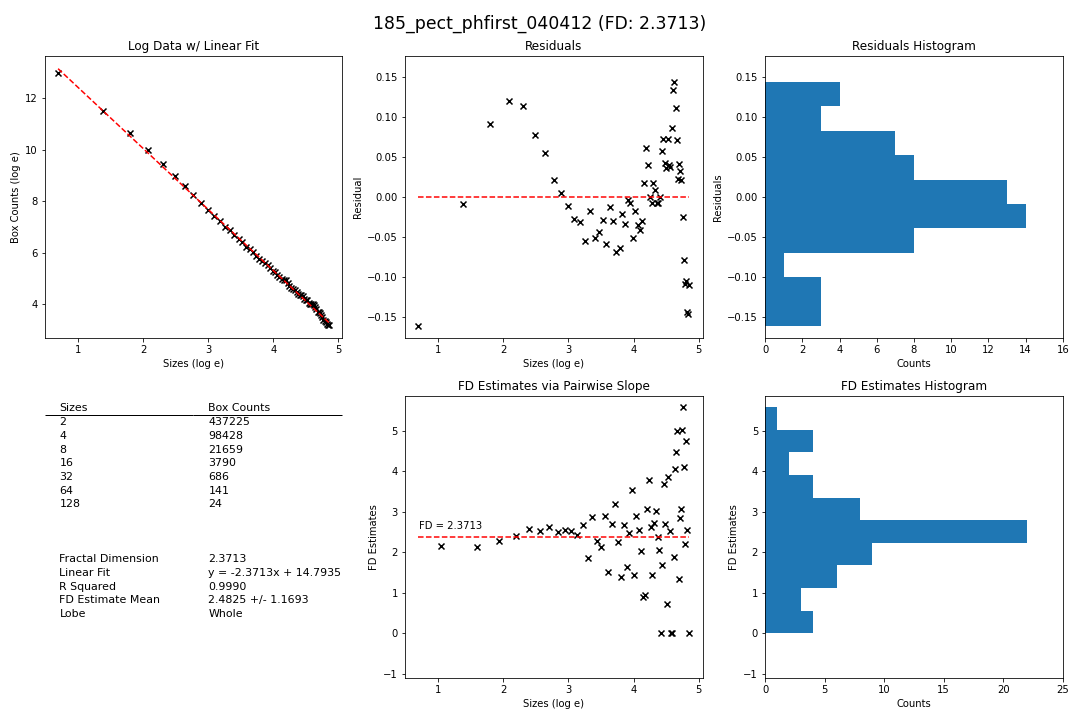 185_pect_phfirst_040412 (FD: 2.3713)
Log Data w/ Linear Fit
Box Counts (log e)
12
10
8
6
4
1 2 3 4 5
Sizes (log e)
Residuals
Residual
0.15
0.10
0.05
0.00
−0.05
−0.10
−0.15
1 2 3 4 5
Sizes (log e)
Residuals Histogram
Residuals
0.15
0.10
0.05
0.00
−0.05
−0.10
−0.15
0 2 4 6 8 10 12 14 16
Counts
Sizes Box Counts
2 437225
4 98428
8 21659
16 3790
32 686
64 141
128 24
Fractal Dimension 2.3713
Linear Fit y = -2.3713x + 14.7935
R Squared 0.9990
FD Estimate Mean 2.4825 +/- 1.1693
Lobe Whole
FD Estimates via Pairwise Slope
FD Estimates
5
4
3
2
1
0
−1
FD = 2.3713
1 2 3 4 5
Sizes (log e)
FD Estimates Histogram
FD Estimates
5
4
3
2
1
0
−1
0 5 10 15 20 25
Counts